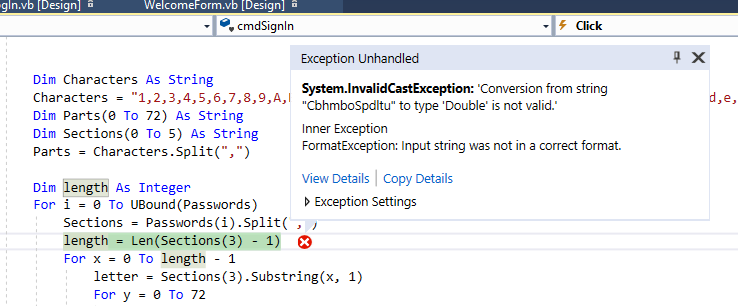 gIn.vb [Design] WelcomeForm.vb [Design]
cmdSignIn Click
Exception Unhandled
System.InvalidCastException: 'Conversion from string
"CbhmboSpdltu" to type 'Double' is not valid.'
Inner Exception
FormatException: Input string was not in a correct format.
View Details | Copy Details
Exception Settings
Dim Characters As String
Characters = "1,2,3,4,5,6,7,8,9,A, d,e,
Dim Parts(0 To 72) As String
Dim Sections(0 To 5) As String
Parts = Characters.Split(",")
Dim length As Integer
For i = 0 To UBound(Passwords)
Sections = Passwords(i).Split(",")
length = Len(Sections(3) - 1)
For x = 0 To length - 1
letter = Sections(3).Substring(x, 1)
For y = 0 To 72